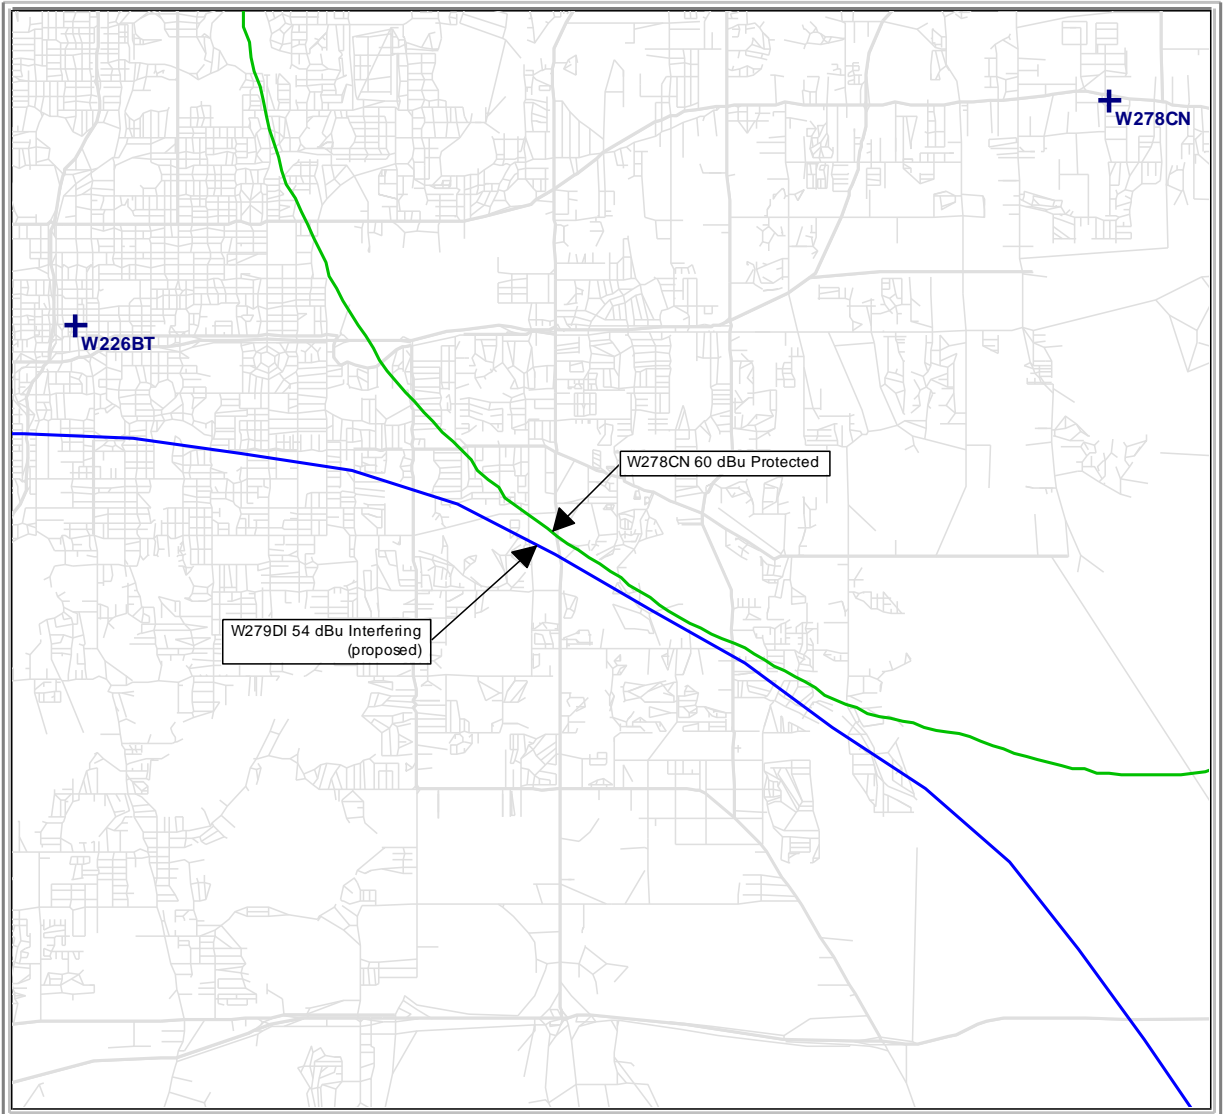 W278CN
W226BT
W278CN 60 dBu Protected
W279DI 54 dBu Interfering
(proposed)